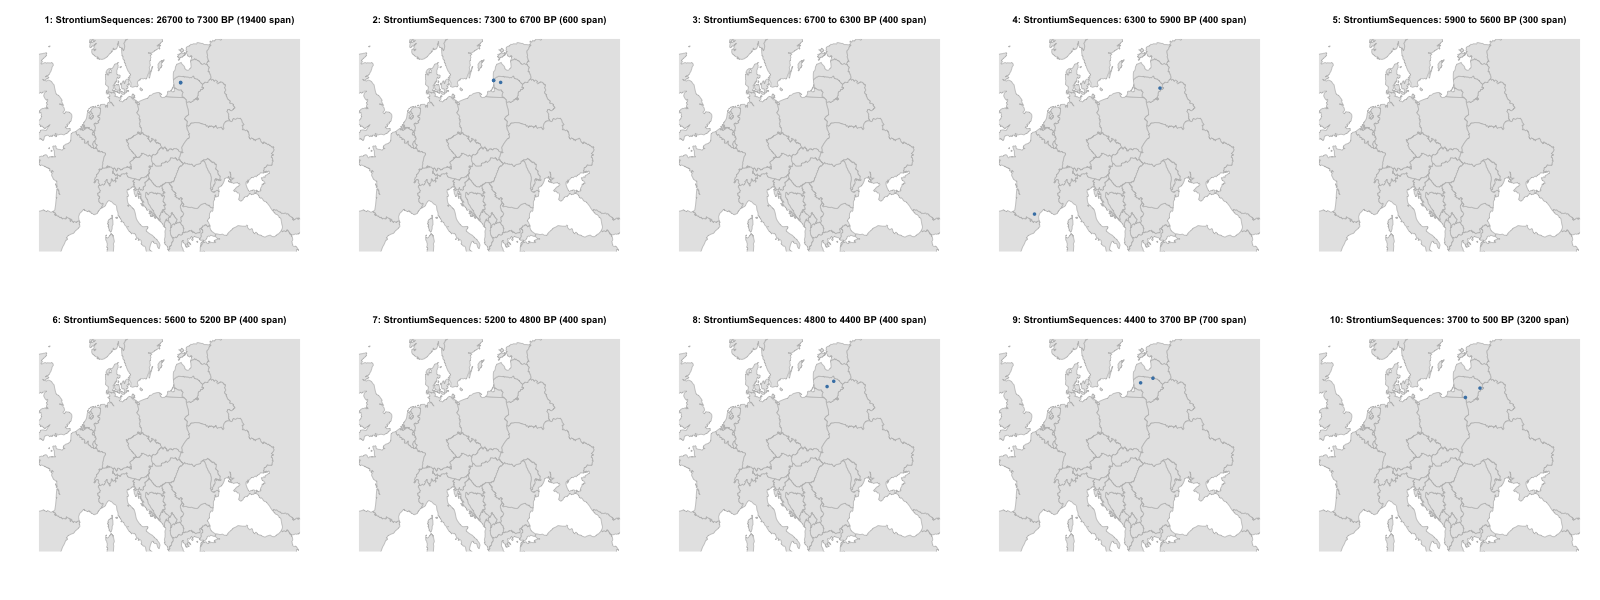 1: StrontiumSequences: 26700 to 7300 BP (19400 span)
2: StrontiumSequences: 7300 to 6700 BP (600 span)
3: StrontiumSequences: 6700 to 6300 BP (400 span)
4: StrontiumSequences: 6300 to 5900 BP (400 span)
5: StrontiumSequences: 5900 to 5600 BP (300 span)
6: StrontiumSequences: 5600 to 5200 BP (400 span)
7: StrontiumSequences: 5200 to 4800 BP (400 span)
8: StrontiumSequences: 4800 to 4400 BP (400 span)
9: StrontiumSequences: 4400 to 3700 BP (700 span)
10: StrontiumSequences: 3700 to 500 BP (3200 span)